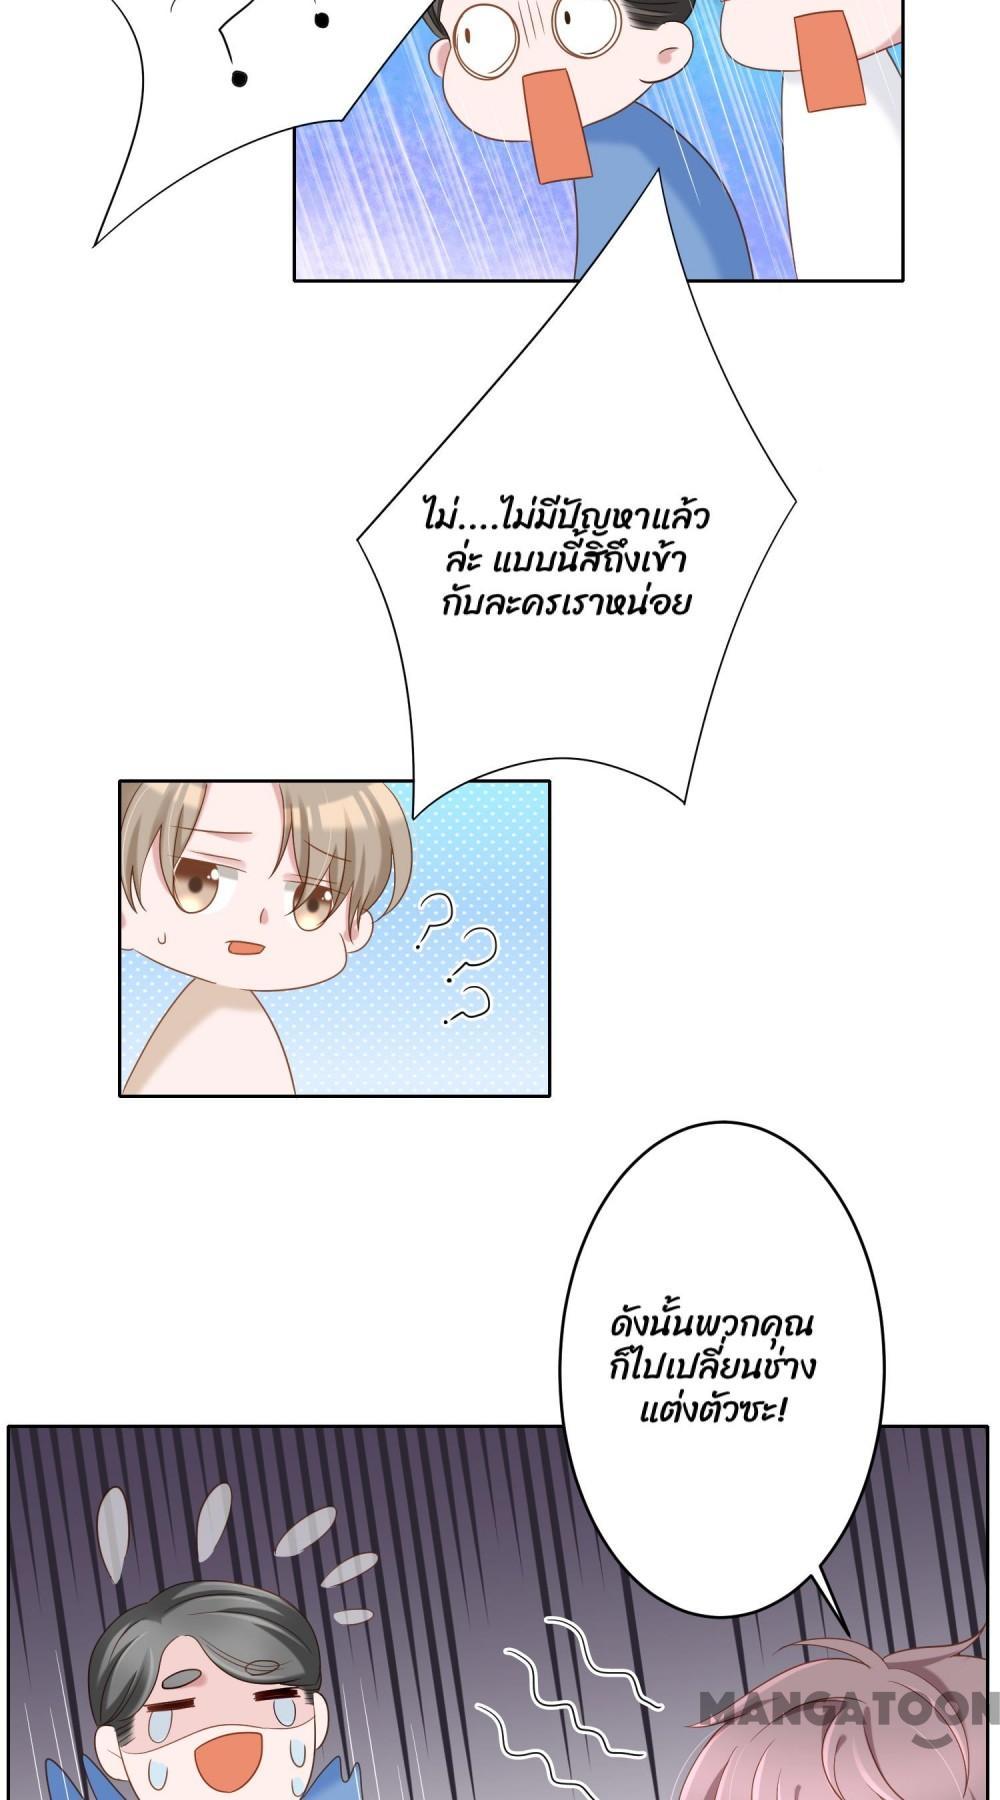 ไม่....ไม่มีปัญหาแล้ว
ล่ะ แบบนี้สิถึงเข้า
กับละครเราหน่อย
???
ดังนั้นพวกคุณ
ก็ไปเปลี่ยนช่าง
แต่งตัวซะ!
MANGATOON